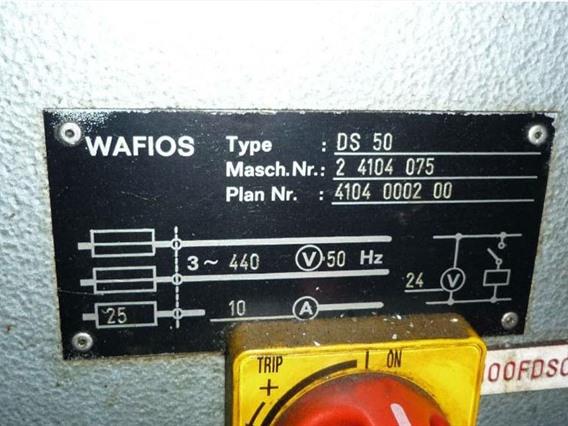 WAFIOS Type : DS 50
Masch.Nr.: 2 4104 075
Plan Nr. : 4104 0002 00
3~ 440 V 50 Hz
24 V
25 10 A
TRIP I ON
+
00FDS